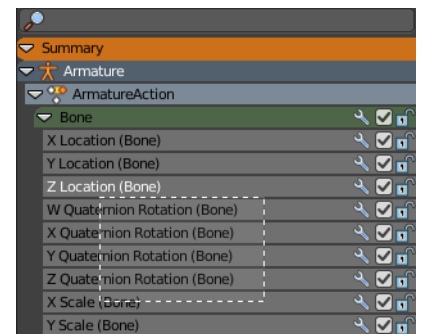 Summary
Armature
ArmatureAction
Bone
X Location (Bone)
Y Location (Bone)
Z Location (Bone)
W Quaternion Rotation (Bone)
X Quaternion Rotation (Bone)
Y Quaternion Rotation (Bone)
Z Quaternion Rotation (Bone)
X Scale (Bone)
Y Scale (Bone)